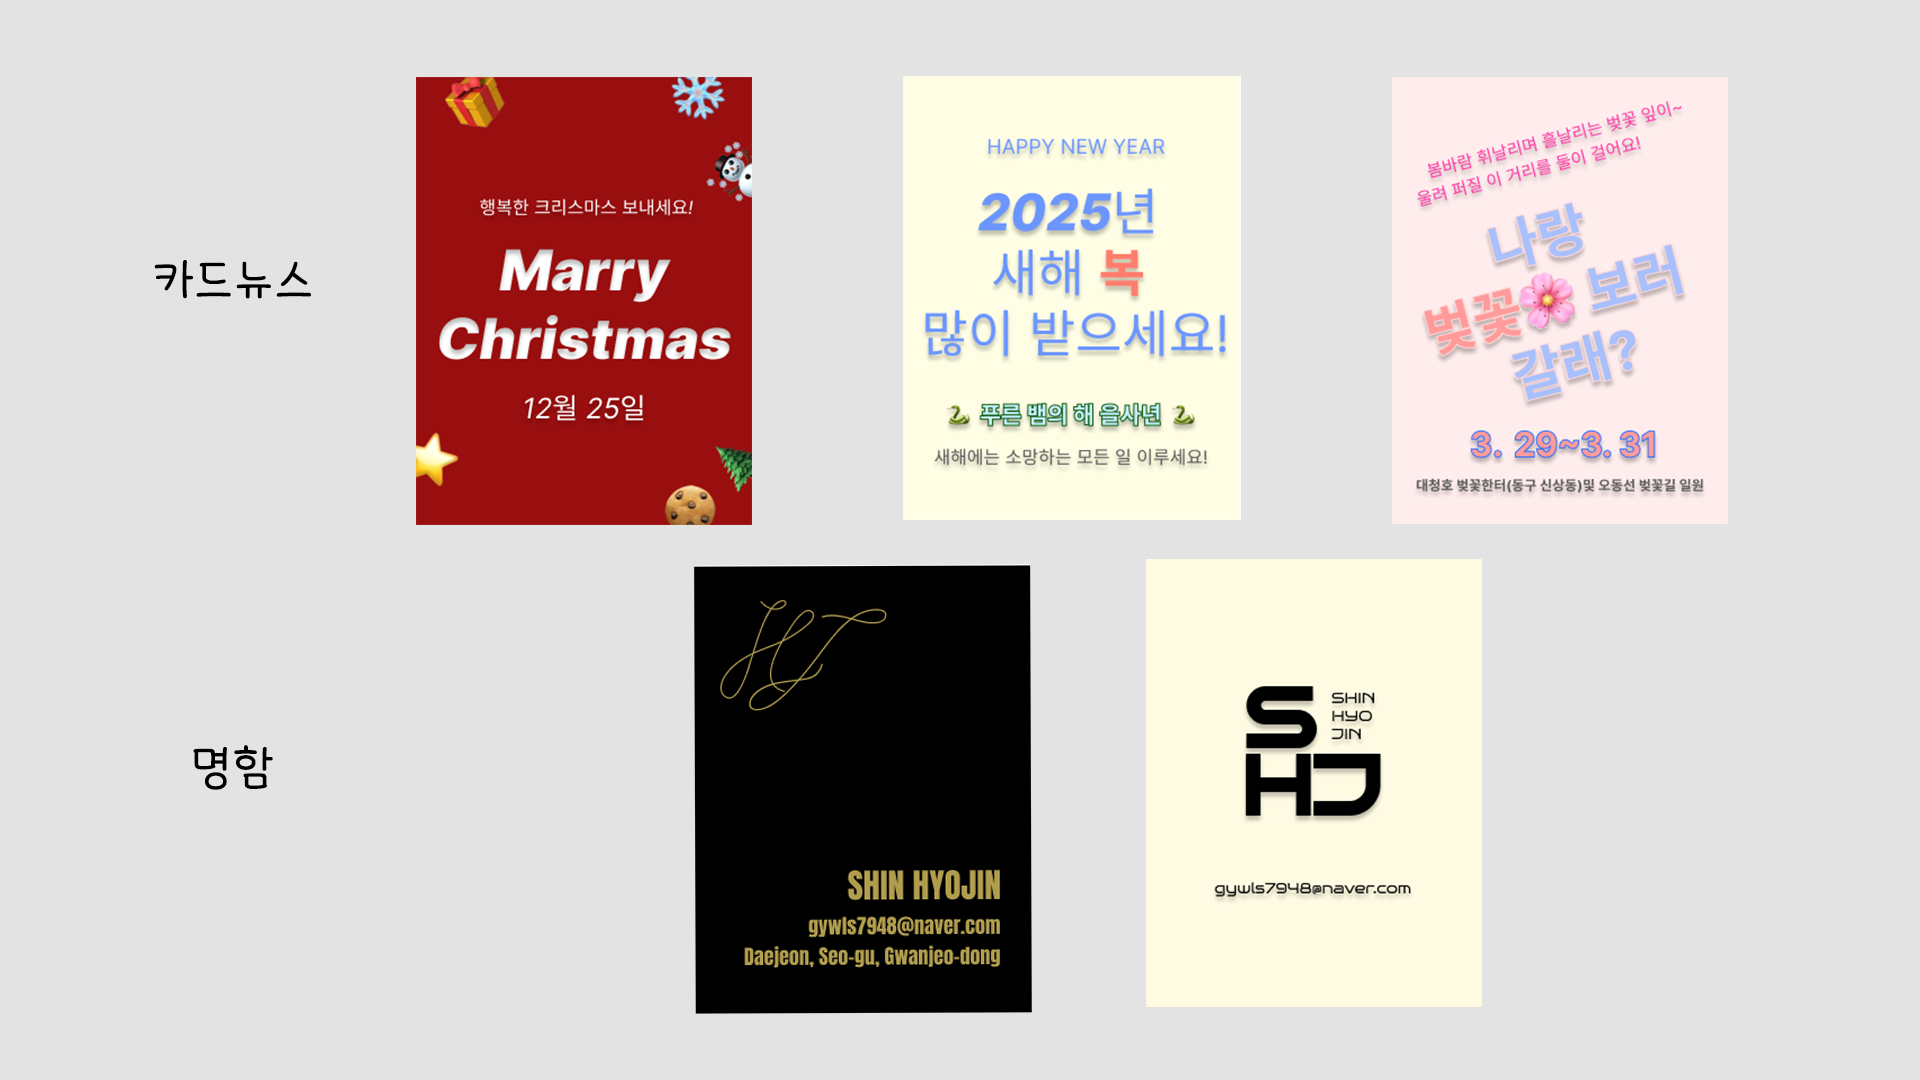 카드뉴스
행복한 크리스마스 보내세요!
Marry
Christmas
12월 25일
HAPPY NEW YEAR
2025년
새해 복
많이 받으세요!
푸른 뱀의 해 을사년
새해에는 소망하는 모든 일 이루세요!
봄바람 휘날리며 흩날리는 벚꽃 잎이~
울려 퍼질 이 거리를 둘이 걸어요!
나랑
벚꽃 보러
갈래?
3. 29~3. 31
대청호 벚꽃한터(동구 신상동)및 오동선 벚꽃길 일원
명함
HJ
SHIN HYOJIN
gywls7948@naver.com
Daejeon, Seo-gu, Gwanjeo-dong
S
HJ
SHIN
HYO
JIN
gywls7948@naver.com